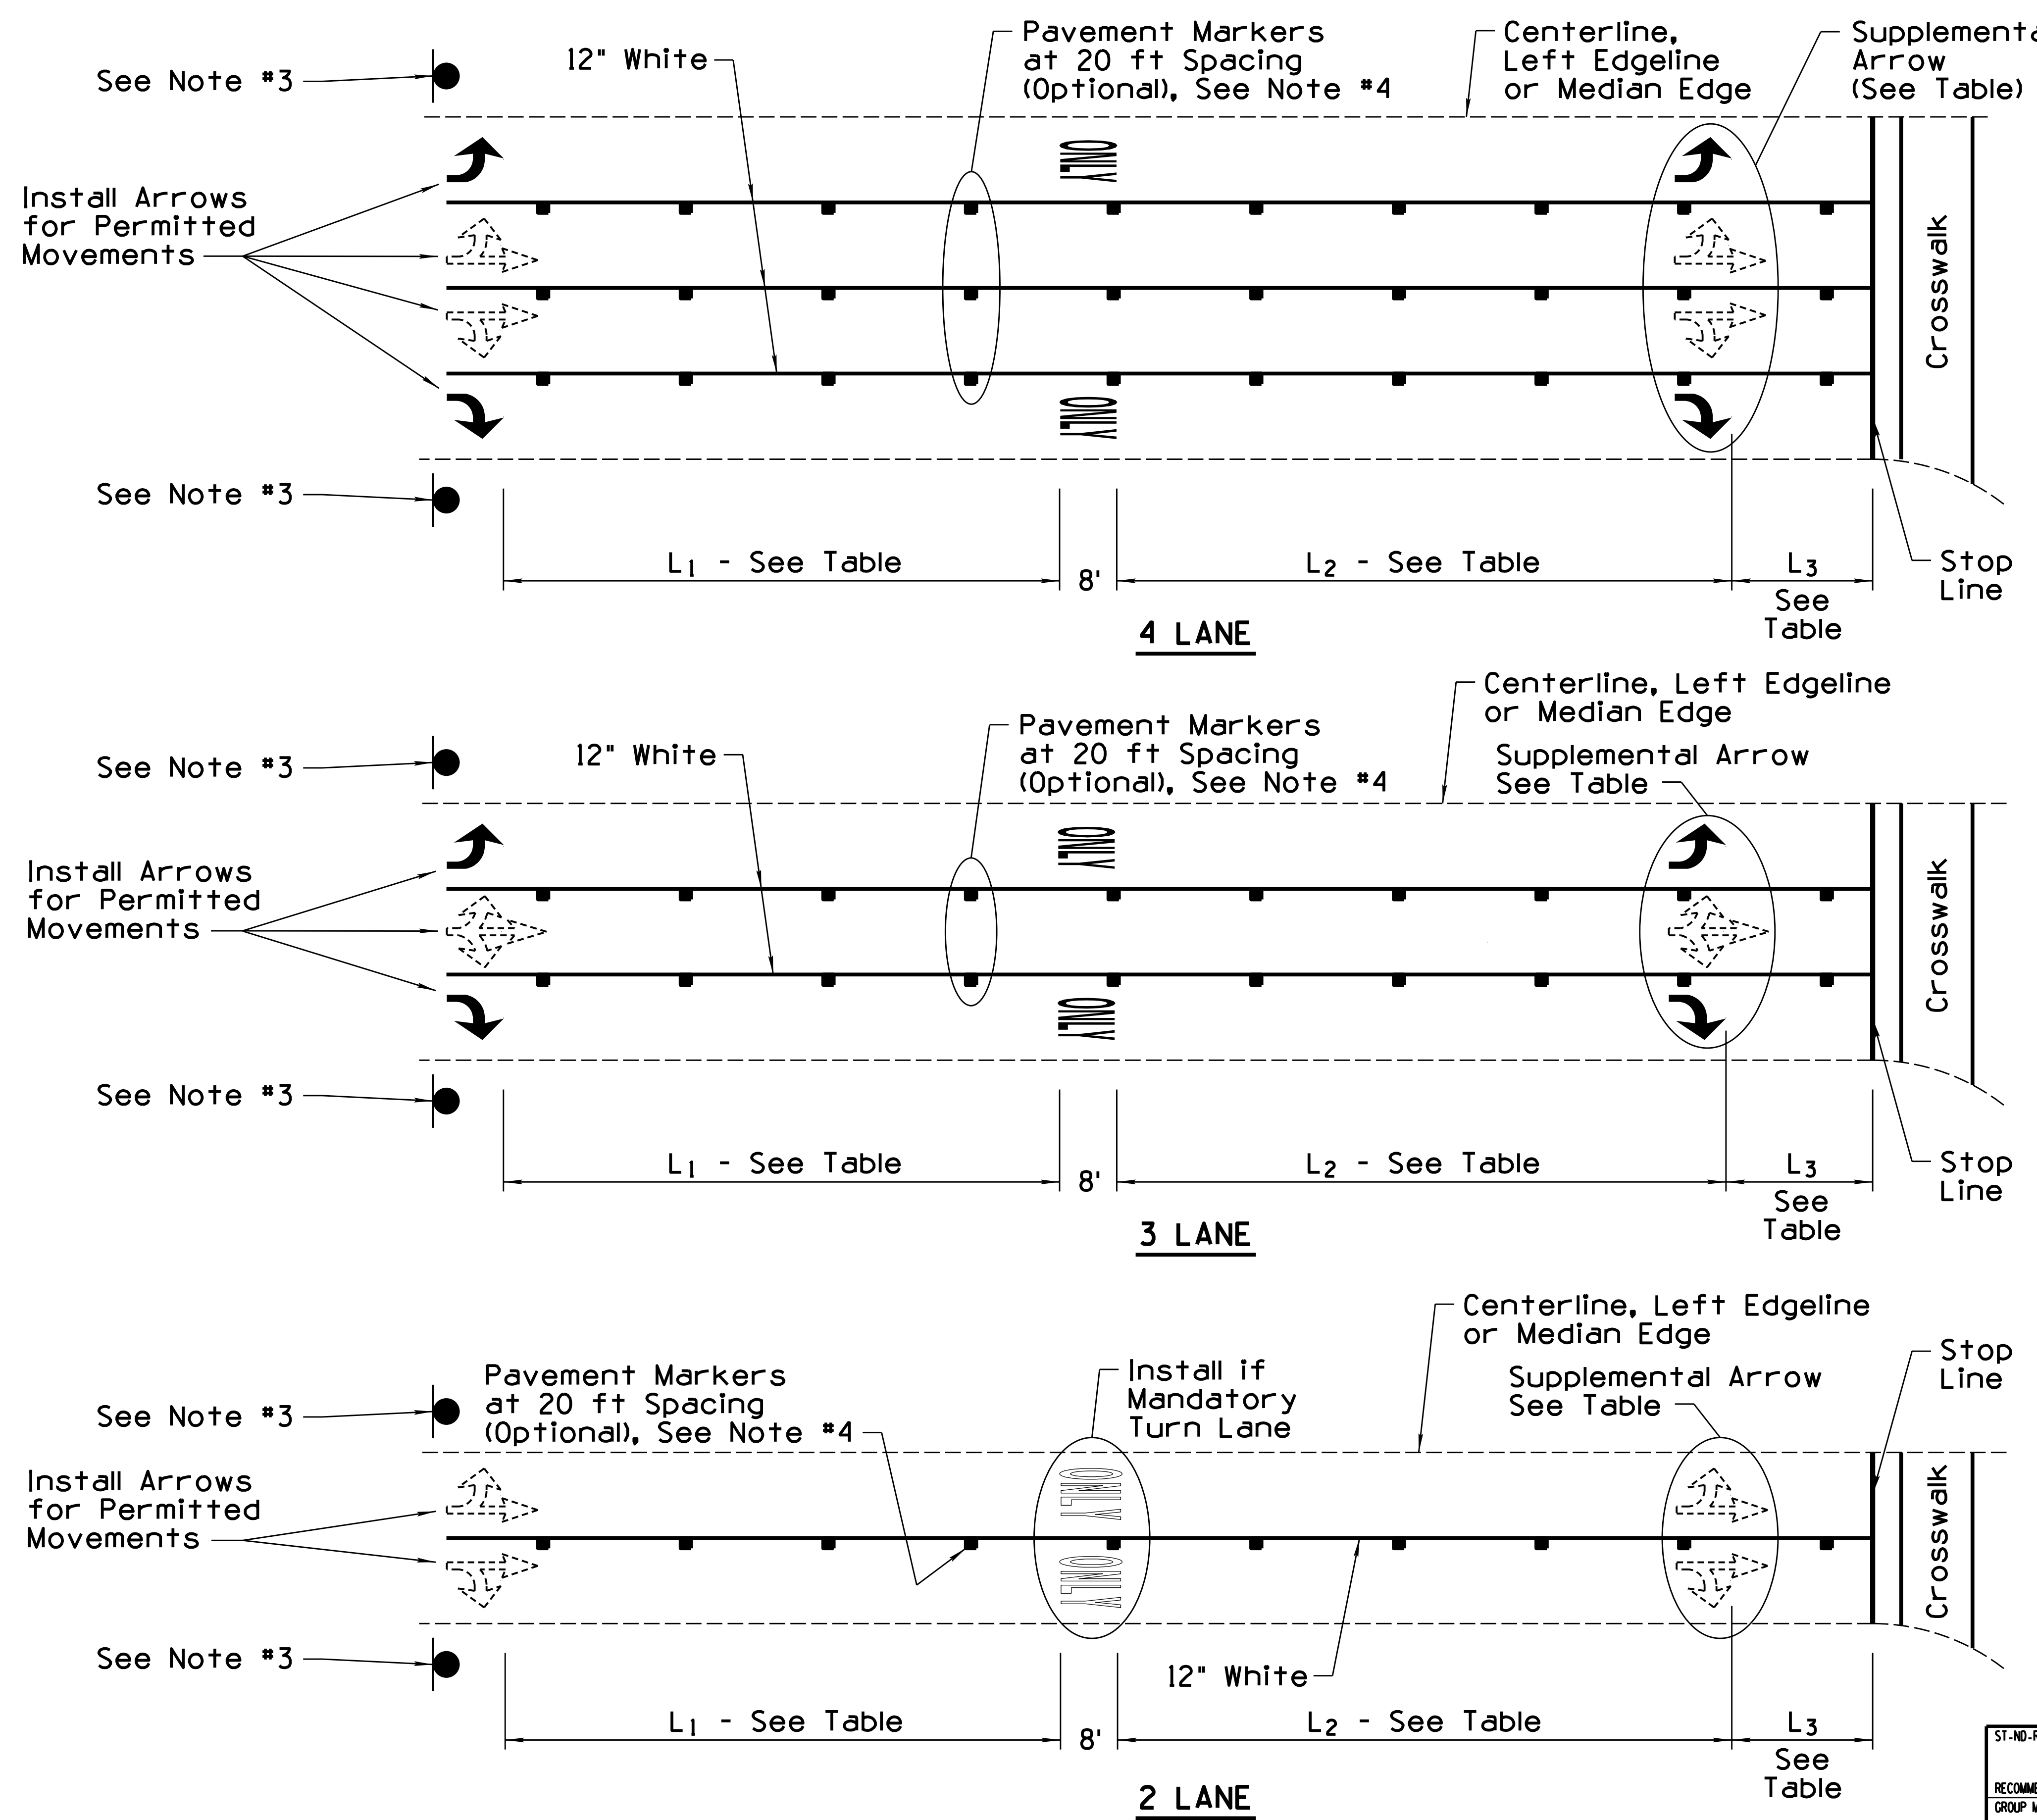 See Note #3
12" White
Pavement Markers
at 20 ft Spacing
(Optional), See Note #4
Centerline,
Left Edgeline
or Median Edge
Arrow
(See Table)
Install Arrows
for Permitted
Movements
ONLY
ONLY
Crosswalk
See Note #3
L1 - See Table
8'
L2 - See Table
L3
See
Table
Stop
Line
4 LANE
Centerline, Left Edgeline
or Median Edge
Supplemental Arrow
See Table
See Note #3
12" White
Pavement Markers
at 20 ft Spacing
(Optional), See Note #4
Install Arrows
for Permitted
Movements
ONLY
ONLY
Crosswalk
See Note #3
L1 - See Table
8'
L2 - See Table
L3
See
Table
Stop
Line
3 LANE
Centerline, Left Edgeline
or Median Edge
Stop
Line
Pavement Markers
at 20 ft Spacing
(Optional), See Note #4
Install if
Mandatory
Turn Lane
Supplemental Arrow
See Table
See Note #3
Install Arrows
for Permitted
Movements
ONLY
ONLY
Crosswalk
See Note #3
12" White
L1 - See Table
8'
L2 - See Table
L3
See
Table
2 LANE
GROUP